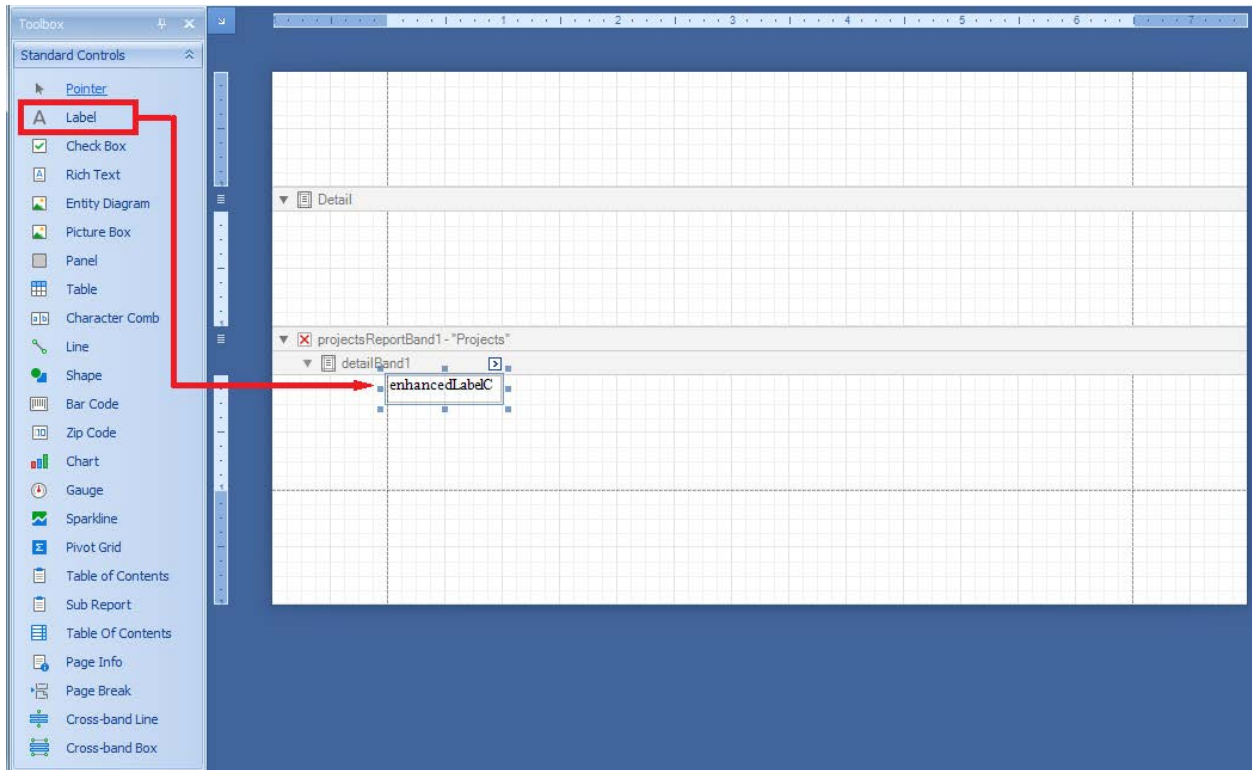 Toolbox
Standard Controls
Pointer
Label
Check Box
Rich Text
Entity Diagram
Picture Box
Panel
Table
Character Comb
Line
Shape
Bar Code
Zip Code
Chart
Gauge
Sparkline
Pivot Grid
Table of Contents
Sub Report
Table Of Contents
Page Info
Page Break
Cross-band Line
Cross-band Box
1 2 3 4 5 6 7
Detail
projectsReportBand1 - "Projects"
detailBand1
enhancedLabelC